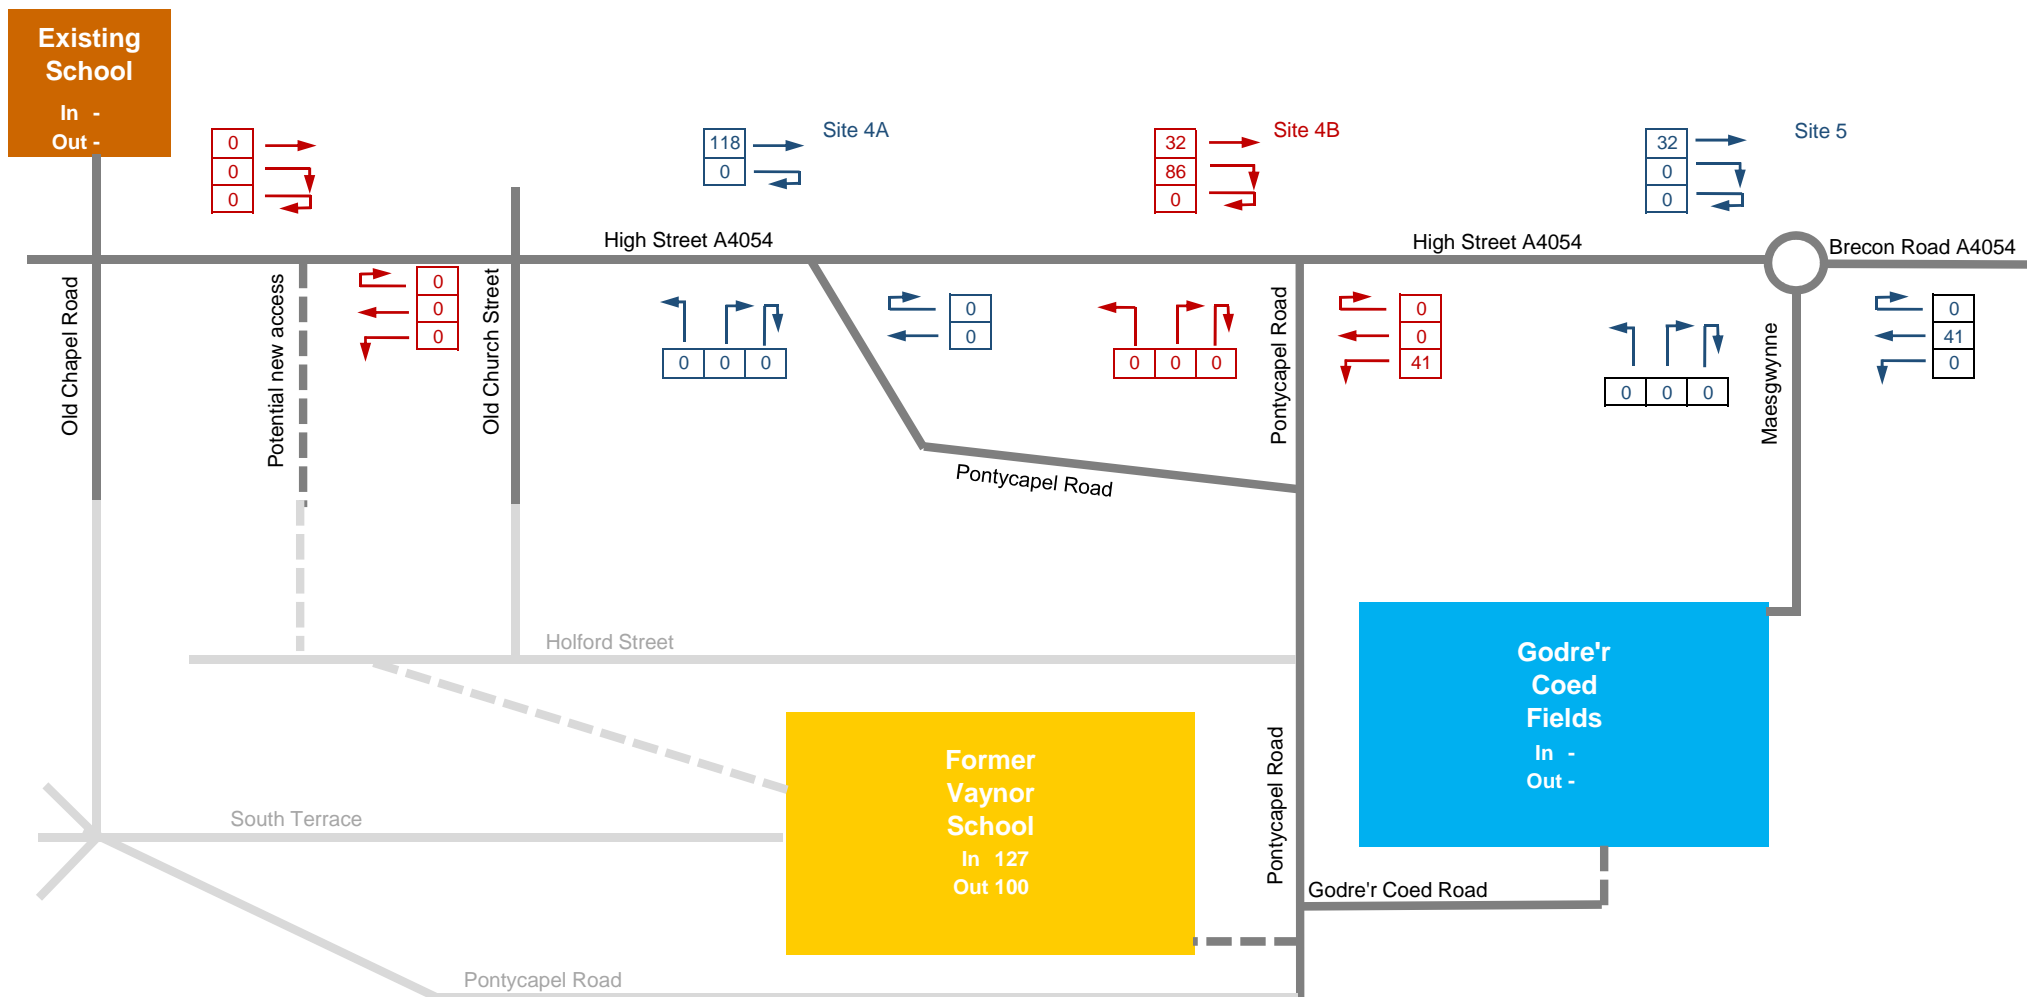 Existing
School
In -
Out -
0
0
0
118
0
Site 4A
32
86
0
Site 4B
32
0
0
Site 5
High Street A4054
High Street A4054
Brecon Road A4054
Old Chapel Road
Potential new access
0
0
0
Old Church Street
0 0 0
0
0
0 0 0
Pontycapel Road
0
0
41
0 0 0
Maesgwynne
0
41
0
Pontycapel Road
Holford Street
Godre'r
Coed
Fields
In -
Out -
Former
Vaynor
School
In 127
Out 100
Pontycapel Road
South Terrace
Godre'r Coed Road
Pontycapel Road